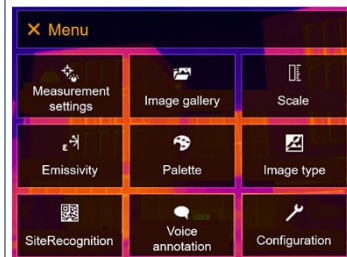 Menu
Measurement
settings
Image gallery
Scale
Emissivity
Palette
Image type
SiteRecognition
Voice
annotation
Configuration